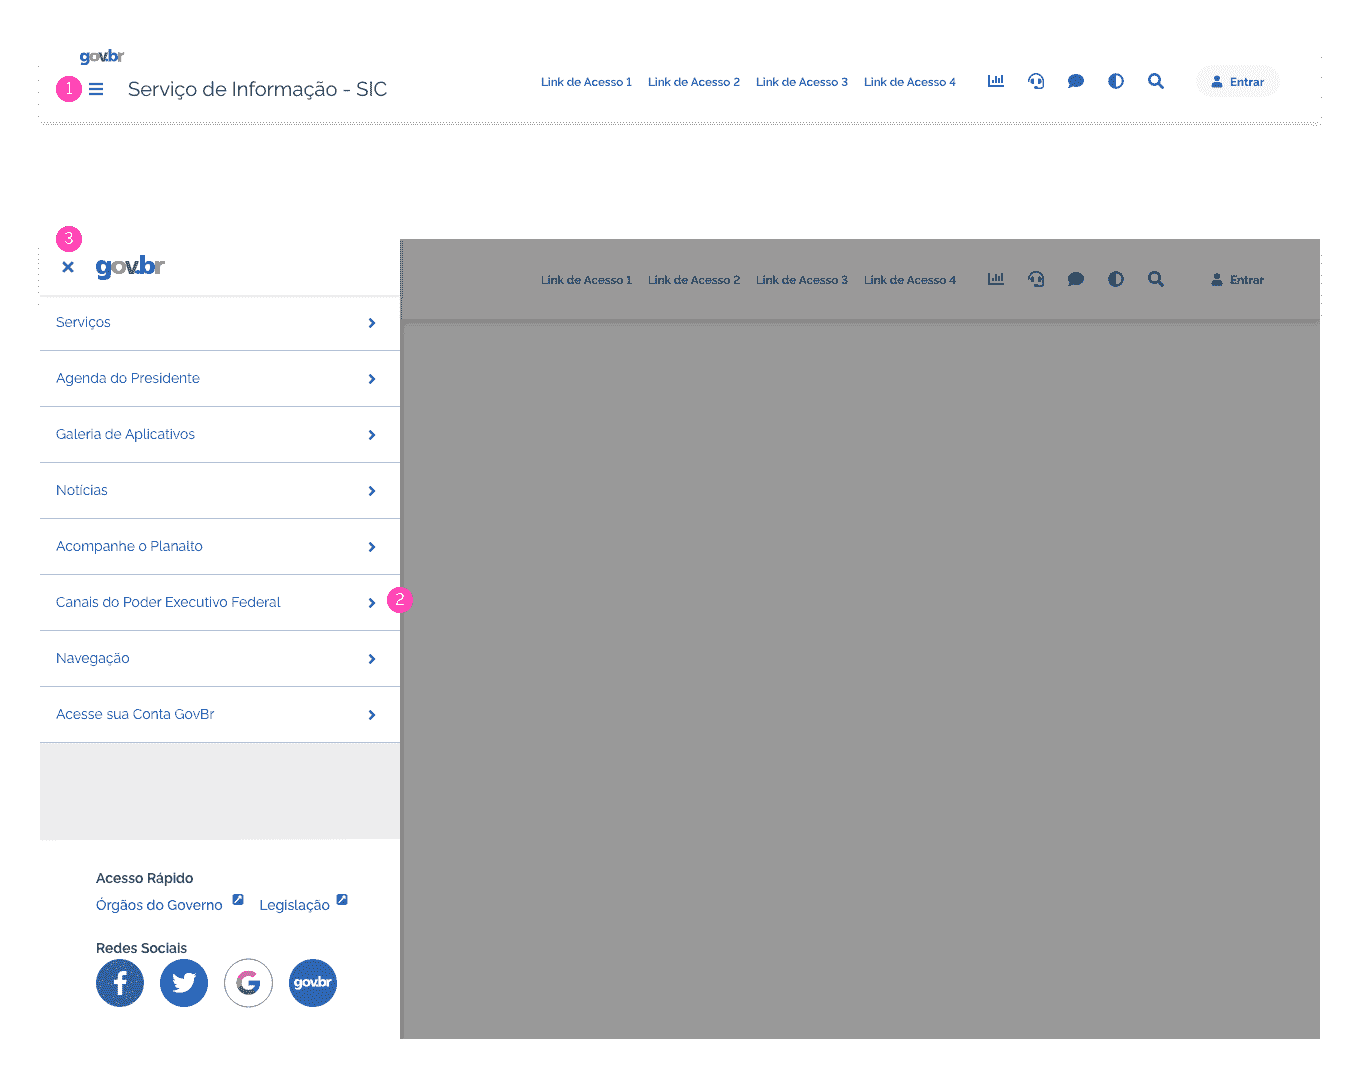 gov.br
1
Serviço de Informação - SIC
Link de Acesso 1 Link de Acesso 2 Link de Acesso 3 Link de Acesso 4 Entrar
3
gov.br
Link de Acesso 1 Link de Acesso 2 Link de Acesso 3 Link de Acesso 4 Entrar
Serviços
Agenda do Presidente
Galeria de Aplicativos
Notícias
Acompanhe o Planalto
Canais do Poder Executivo Federal
2
Navegação
Acesse sua Conta GovBr
Acesso Rápido
Órgãos do Governo Legislação
Redes Sociais
f G gov.br